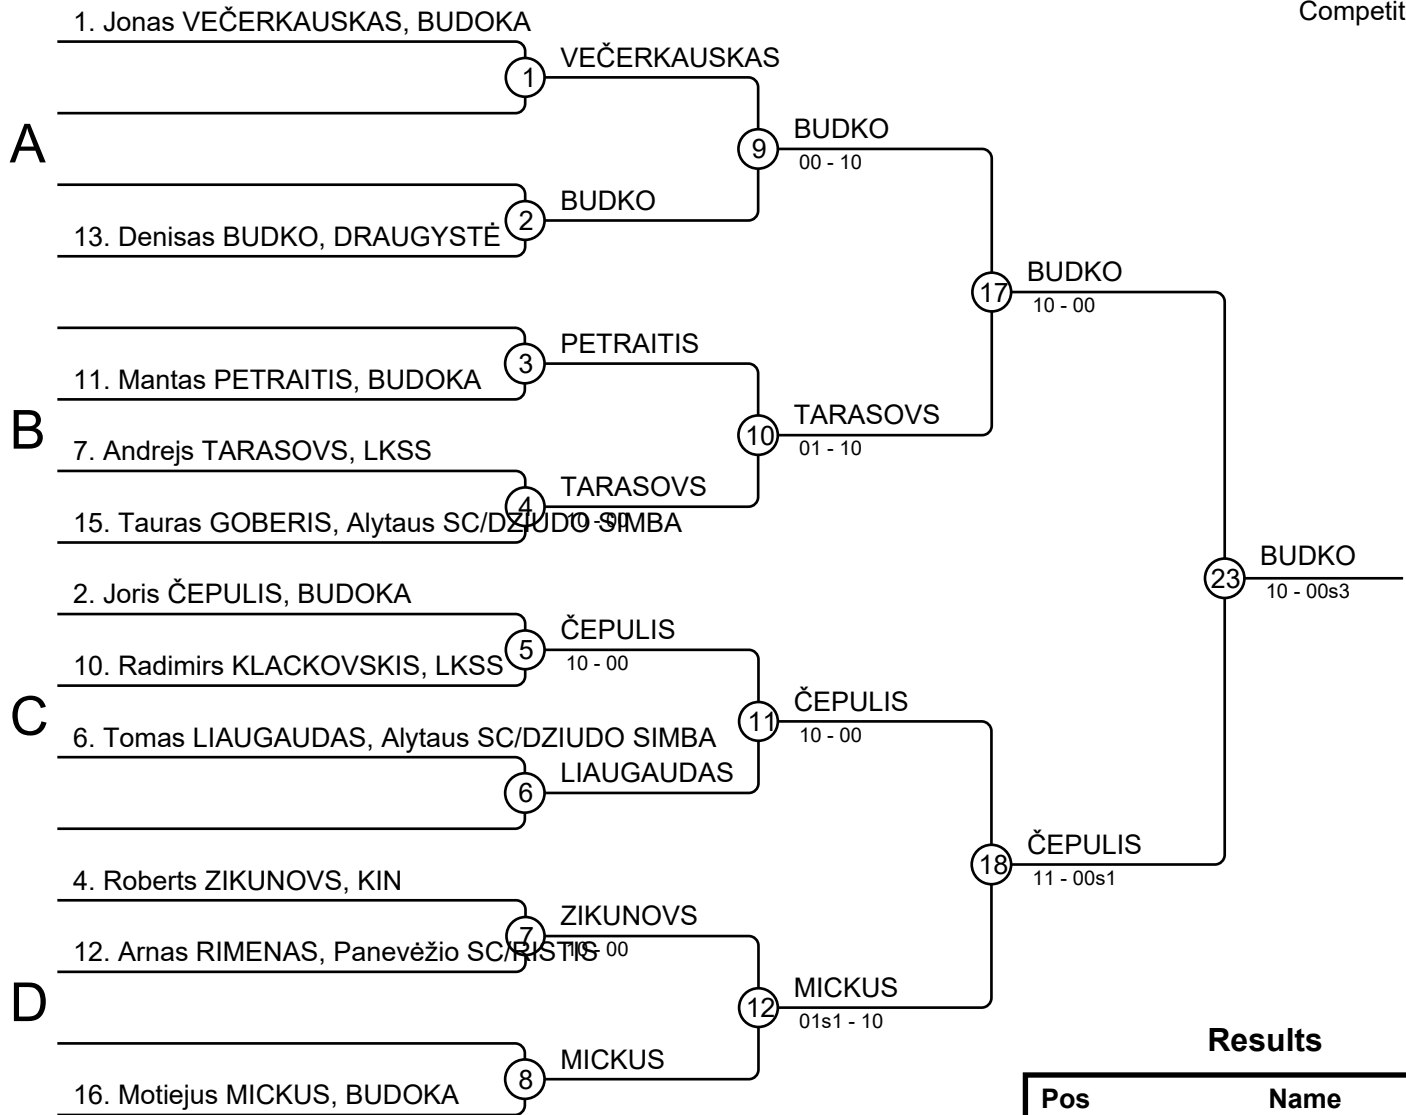 Competit
1. Jonas VEČERKAUSKAS, BUDOKA
1
VEČERKAUSKAS
A
9
BUDKO
00 - 10
2
BUDKO
13. Denisas BUDKO, DRAUGYSTĖ
17
BUDKO
10 - 00
3
PETRAITIS
11. Mantas PETRAITIS, BUDOKA
B
10
TARASOVS
01 - 10
7. Andrejs TARASOVS, LKSS
4
TARASOVS
10 - 00
15. Tauras GOBERIS, Alytaus SC/DZIUDO SIMBA
23
BUDKO
10 - 00s3
2. Joris ČEPULIS, BUDOKA
5
ČEPULIS
10 - 00
10. Radimirs KLACKOVSKIS, LKSS
C
11
ČEPULIS
10 - 00
6. Tomas LIAUGAUDAS, Alytaus SC/DZIUDO SIMBA
6
LIAUGAUDAS
18
ČEPULIS
11 - 00s1
4. Roberts ZIKUNOVS, KIN
7
ZIKUNOVS
10 - 00
12. Arnas RIMENAS, Panevėžio SC/RISTIS
D
12
MICKUS
01s1 - 10
8
MICKUS
16. Motiejus MICKUS, BUDOKA
Results
Pos Name